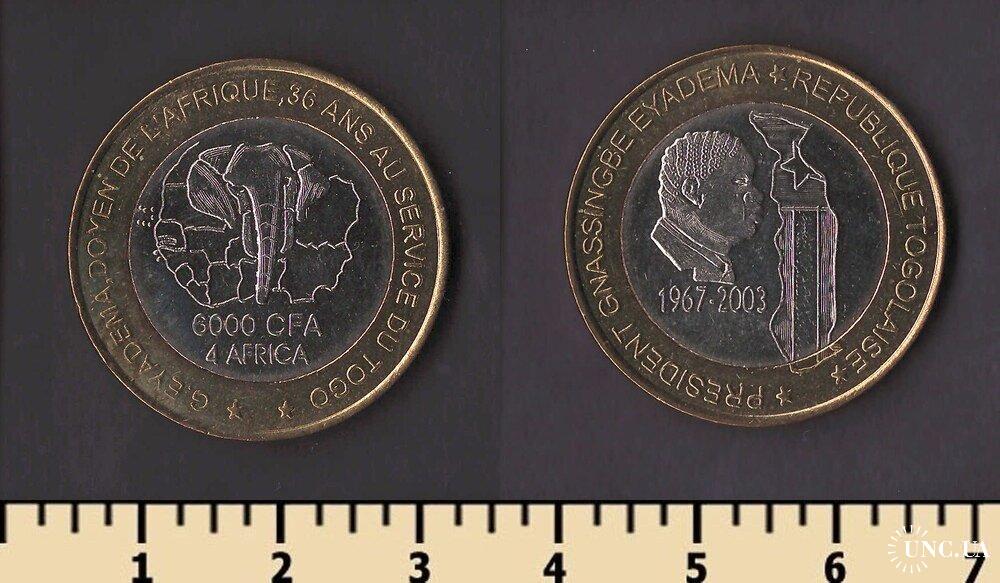 G.EYADEMA, DOYEN DE L'AFRIQUE, 36 ANS AU SERVICE DU TOGO
6000 CFA
4 AFRICA
PRESIDENT GNASSINGBE EYADEMA * REPUBLIQUE TOGOLAISE *
1967·2003
1 2 3 4 5 6 7
UNC.UA